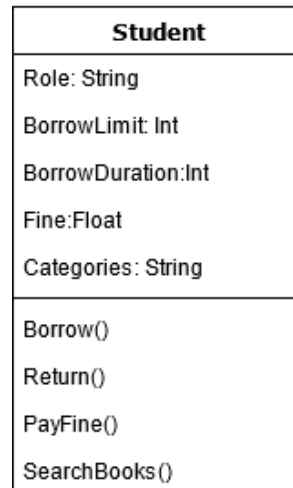 Student
Role: String
BorrowLimit: Int
BorrowDuration:Int
Fine:Float
Categories: String
Borrow()
Return()
PayFine()
SearchBooks()